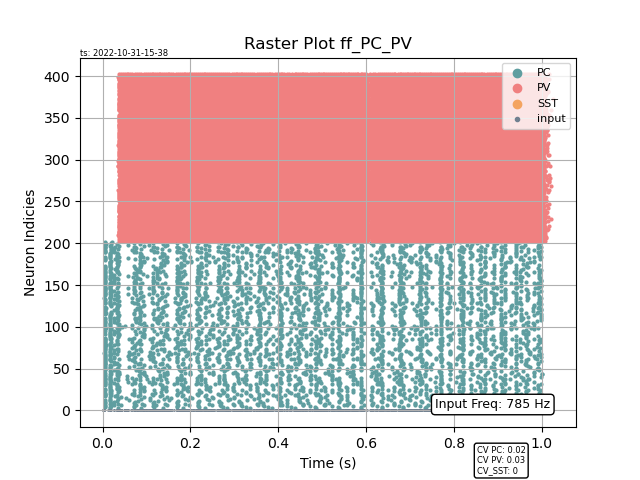 Raster Plot ff_PC_PV
ts: 2022-10-31-15-38
PC
PV
SST
input
400
350
300
250
200
150
100
50
0
Neuron Indicies
Input Freq: 785 Hz
0.0 0.2 0.4 0.6 0.8 1.0
Time (s)
CV PC: 0.02
CV PV: 0.03
CV_SST: 0